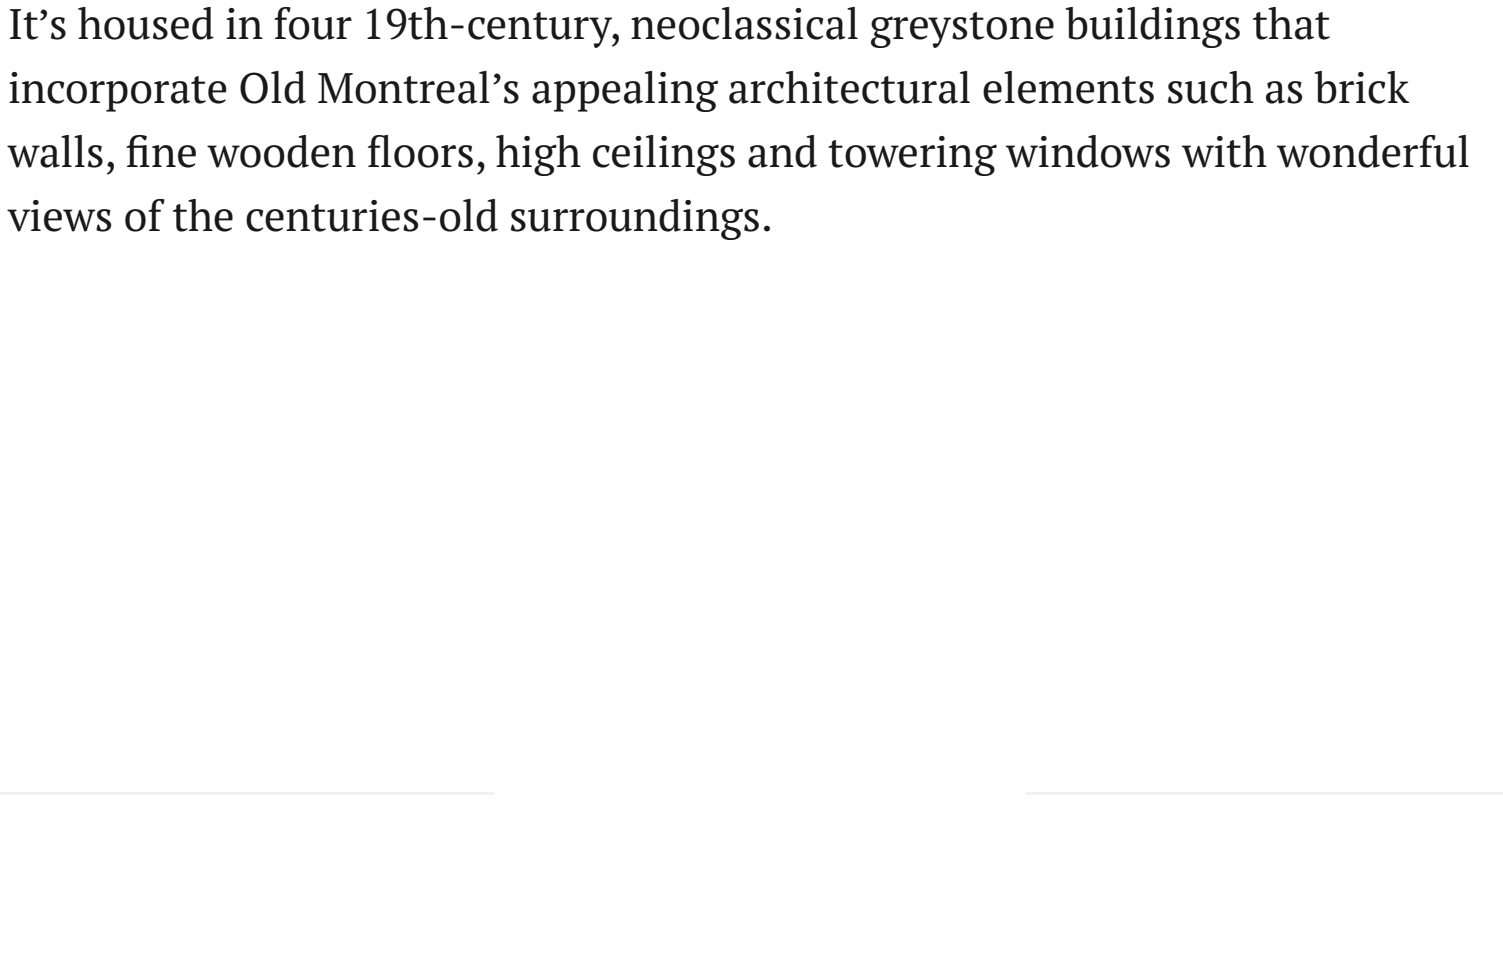 It’s housed in four 19th-century, neoclassical greystone buildings that
incorporate Old Montreal’s appealing architectural elements such as brick
walls, fine wooden floors, high ceilings and towering windows with wonderful
views of the centuries-old surroundings.